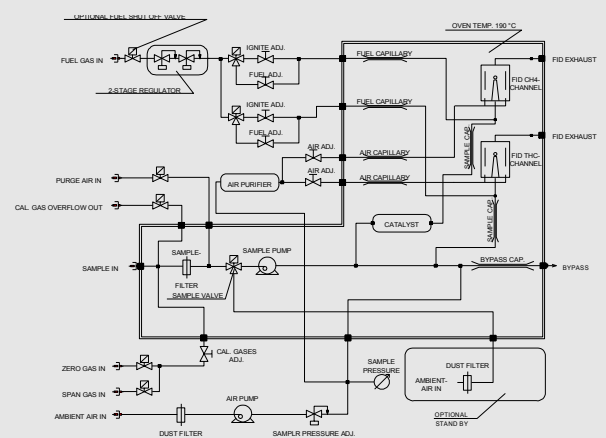 OPTIONAL FUEL SHUT OFF VALVE
OVEN TEMP. 190 °C
FUEL GAS IN
IGNITE ADJ.
FUEL ADJ.
FUEL CAPILLARY
FID EXHAUST
FID CH4-
CHANNEL
2-STAGE REGULATOR
IGNITE ADJ.
FUEL ADJ.
FUEL CAPILLARY
SAMPLE CAP.
FID EXHAUST
AIR ADJ.
AIR CAPILLARY
FID THC-
CHANNEL
AIR ADJ.
AIR CAPILLARY
PURGE AIR IN
AIR PURIFIER
CAL. GAS OVERFLOW OUT
CATALYST
SAMPLE CAP.
SAMPLE-
FILTER
SAMPLE PUMP
SAMPLE IN
BYPASS CAP.
BYPASS
SAMPLE VALVE
CAL. GASES
ADJ.
ZERO GAS IN
SAMPLE
PRESSURE
DUST FILTER
AMBIENT-
AIR IN
SPAN GAS IN
AIR PUMP
AMBIENT AIR IN
OPTIONAL
STAND BY
DUST FILTER
SAMPLR PRESSURE ADJ.